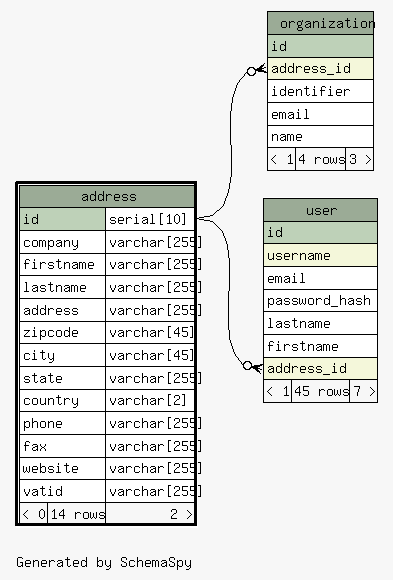 organization
id
address_id
identifier
email
name
< 1 4 rows 3 >
address
id serial[10]
company varchar[255]
firstname varchar[255]
lastname varchar[255]
address varchar[255]
zipcode varchar[45]
city varchar[45]
state varchar[255]
country varchar[2]
phone varchar[255]
fax varchar[255]
website varchar[255]
vatid varchar[255]
< 0 14 rows 2 >
user
id
username
email
password_hash
lastname
firstname
address_id
< 1 45 rows 7 >
Generated by SchemaSpy